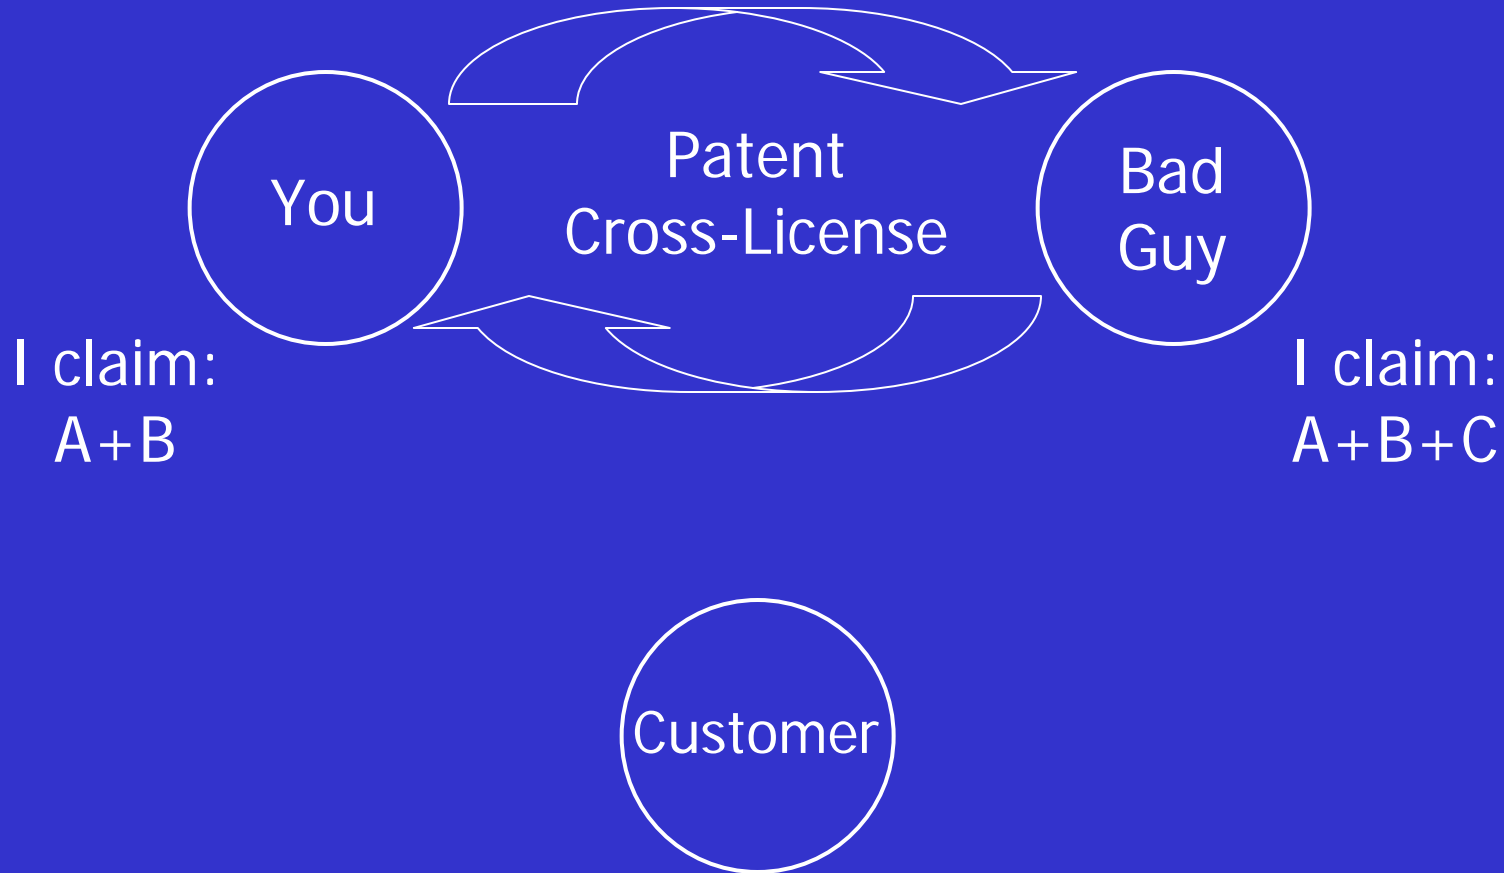 You
Patent
Cross-License
Bad
Guy
I claim:
A+B
I claim:
A+B+C
Customer